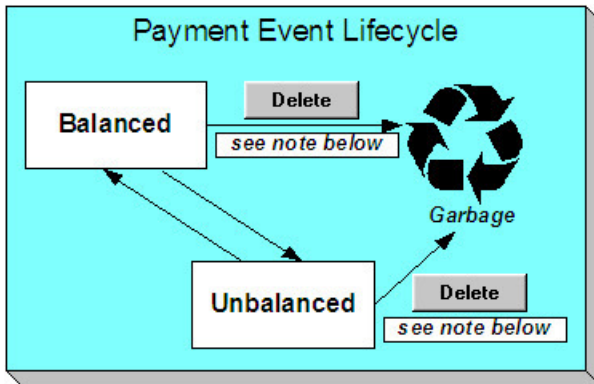 Payment Event Lifecycle
Delete
Balanced
see note below
Garbage
Unbalanced
Delete
see note below